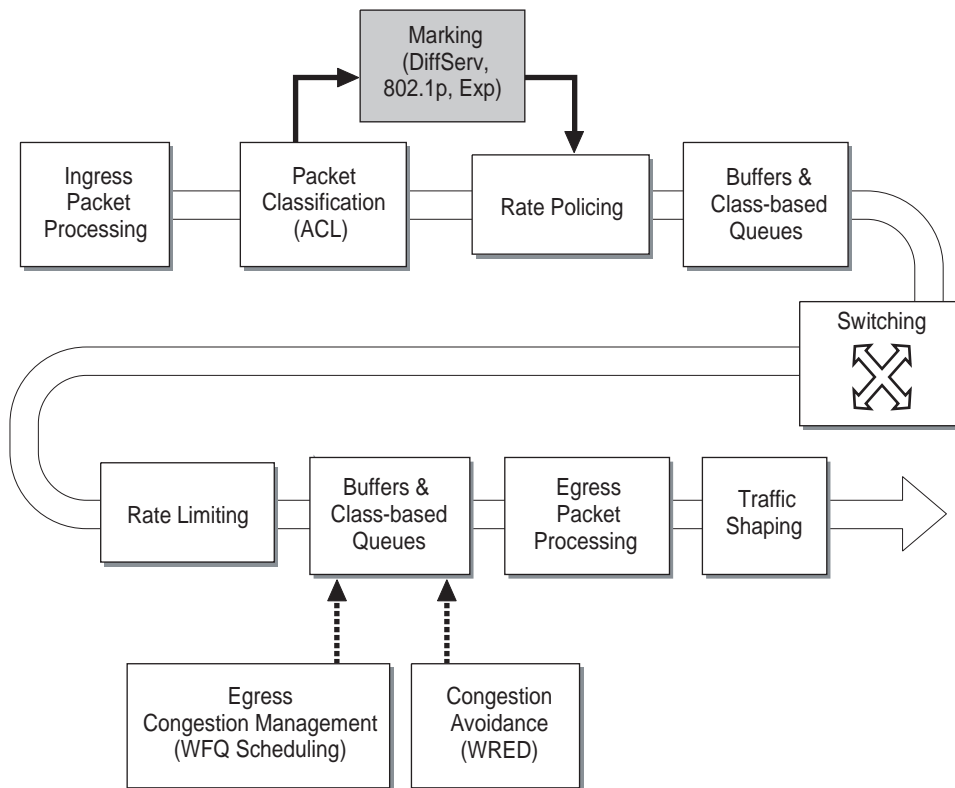 Marking
(DiffServ,
802.1p, Exp)
Ingress
Packet
Processing
Packet
Classification
(ACL)
Rate Policing
Buffers &
Class-based
Queues
Switching
Rate Limiting
Buffers &
Class-based
Queues
Egress
Packet
Processing
Traffic
Shaping
Egress
Congestion Management
(WFQ Scheduling)
Congestion
Avoidance
(WRED)